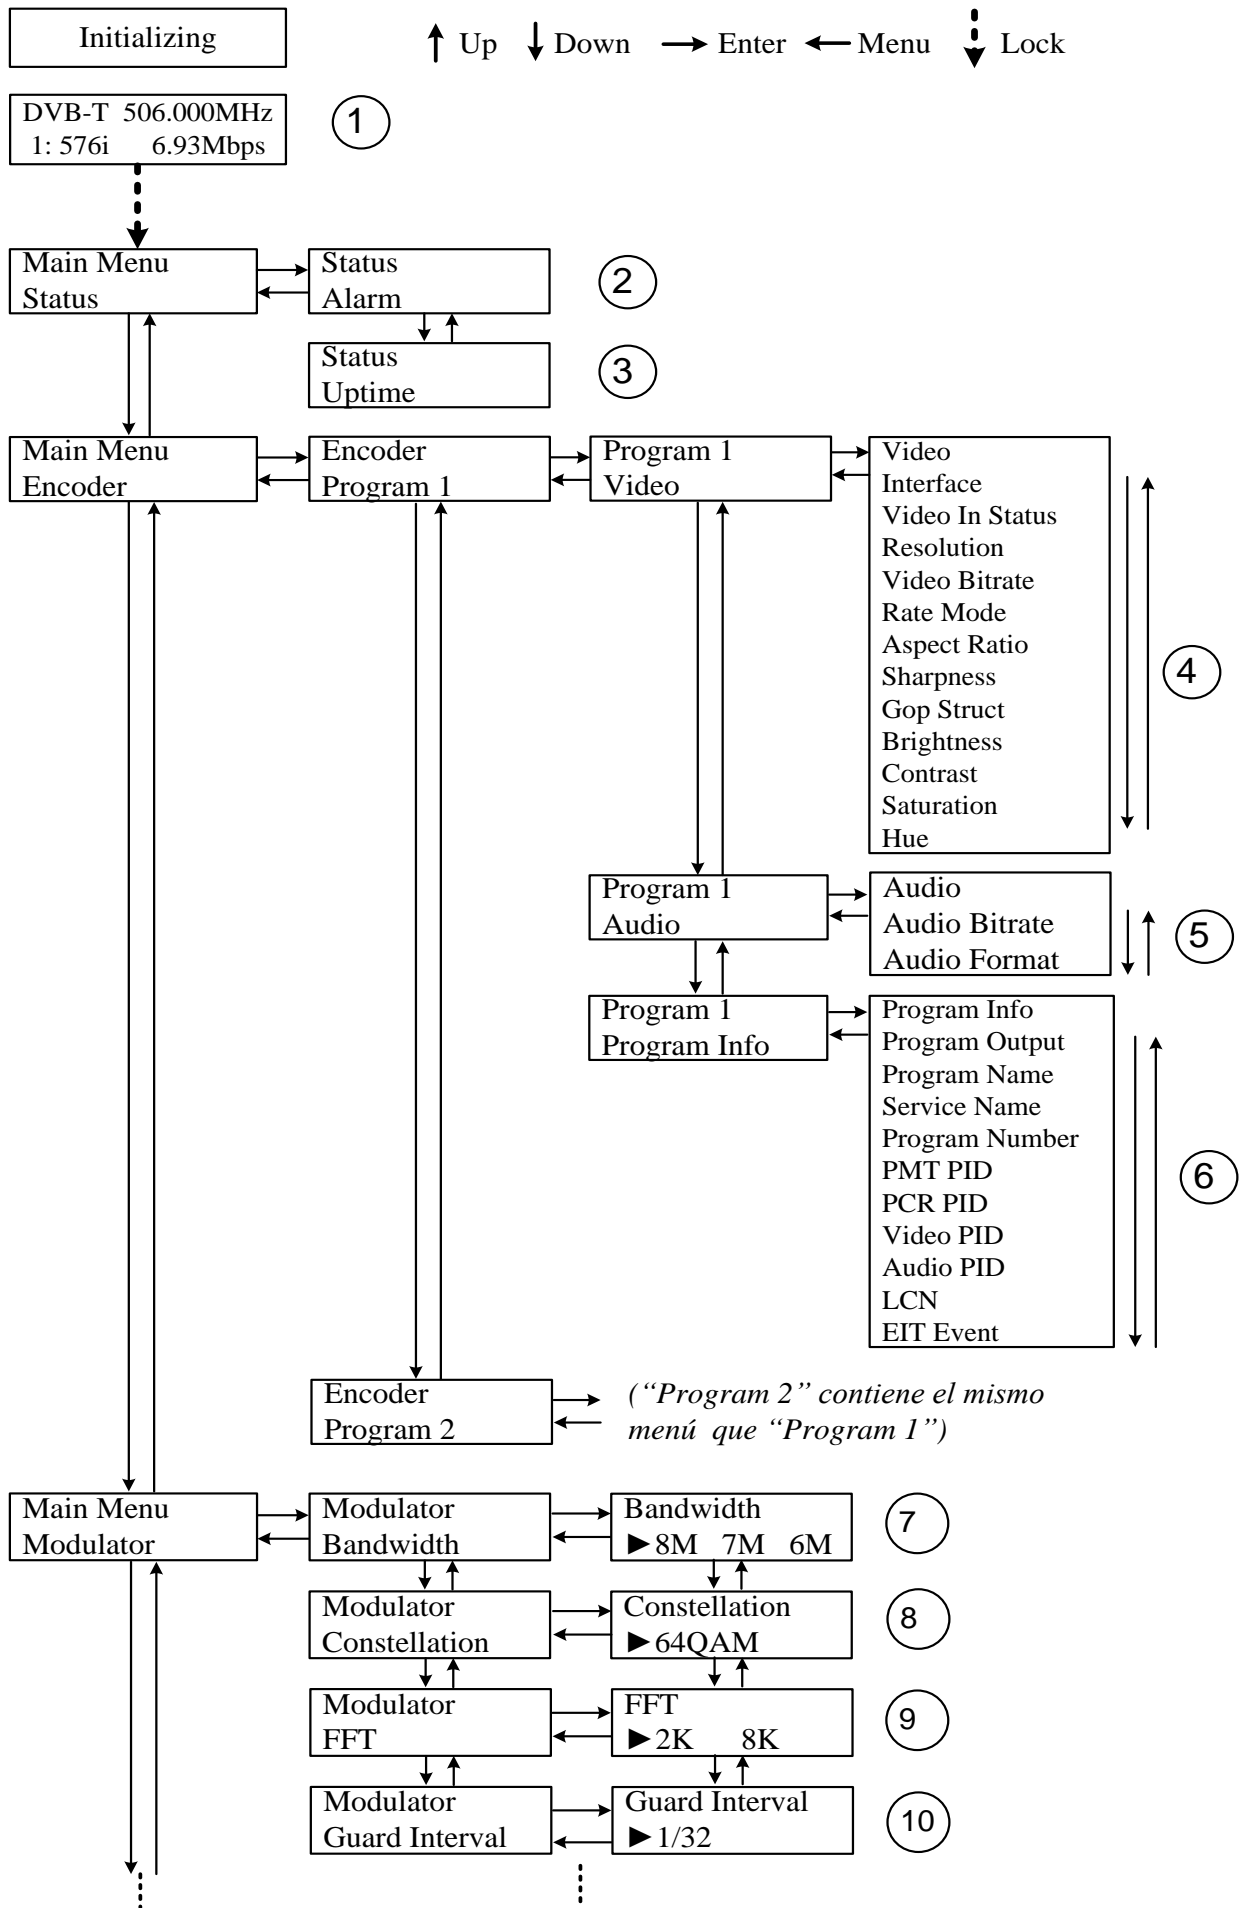 Initializing
Up Down Enter Menu Lock
DVB-T 506.000MHz
1: 576i 6.93Mbps
1
Main Menu
Status
Status
Alarm
2
Status
Uptime
3
Main Menu
Encoder
Encoder
Program 1
Program 1
Video
Video
Interface
Video In Status
Resolution
Video Bitrate
Rate Mode
Aspect Ratio
Sharpness
Gop Struct
Brightness
Contrast
Saturation
Hue
4
Program 1
Audio
Audio
Audio Bitrate
Audio Format
5
Program 1
Program Info
Program Info
Program Output
Program Name
Service Name
Program Number
PMT PID
PCR PID
Video PID
Audio PID
LCN
EIT Event
6
Encoder
Program 2
(“Program 2” contiene el mismo
menú que “Program 1”)
Main Menu
Modulator
Modulator
Bandwidth
Bandwidth
►8M 7M 6M
7
Modulator
Constellation
Constellation
►64QAM
8
Modulator
FFT
FFT
►2K 8K
9
Modulator
Guard Interval
Guard Interval
►1/32
10